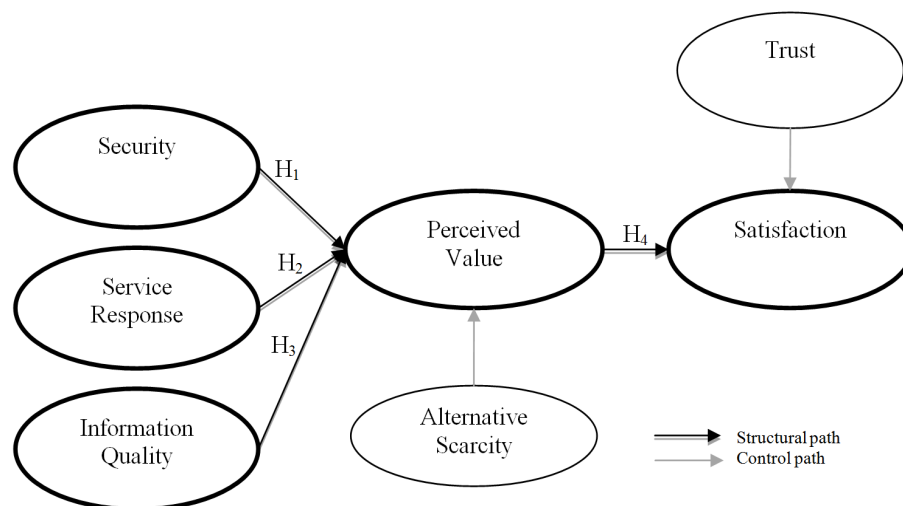 Trust
Security
H₁
Perceived
Value
H₄
Satisfaction
H₂
Service
Response
H₃
Information
Quality
Alternative
Scarcity
Structural path
Control path